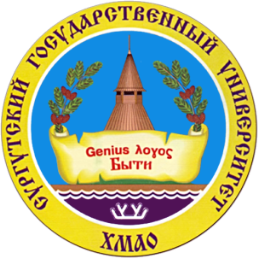 СУРГУТСКИЙ ГОСУДАРСТВЕННЫЙ УНИВЕРСИТЕТ
Genius λογος
Быти
ХМАО